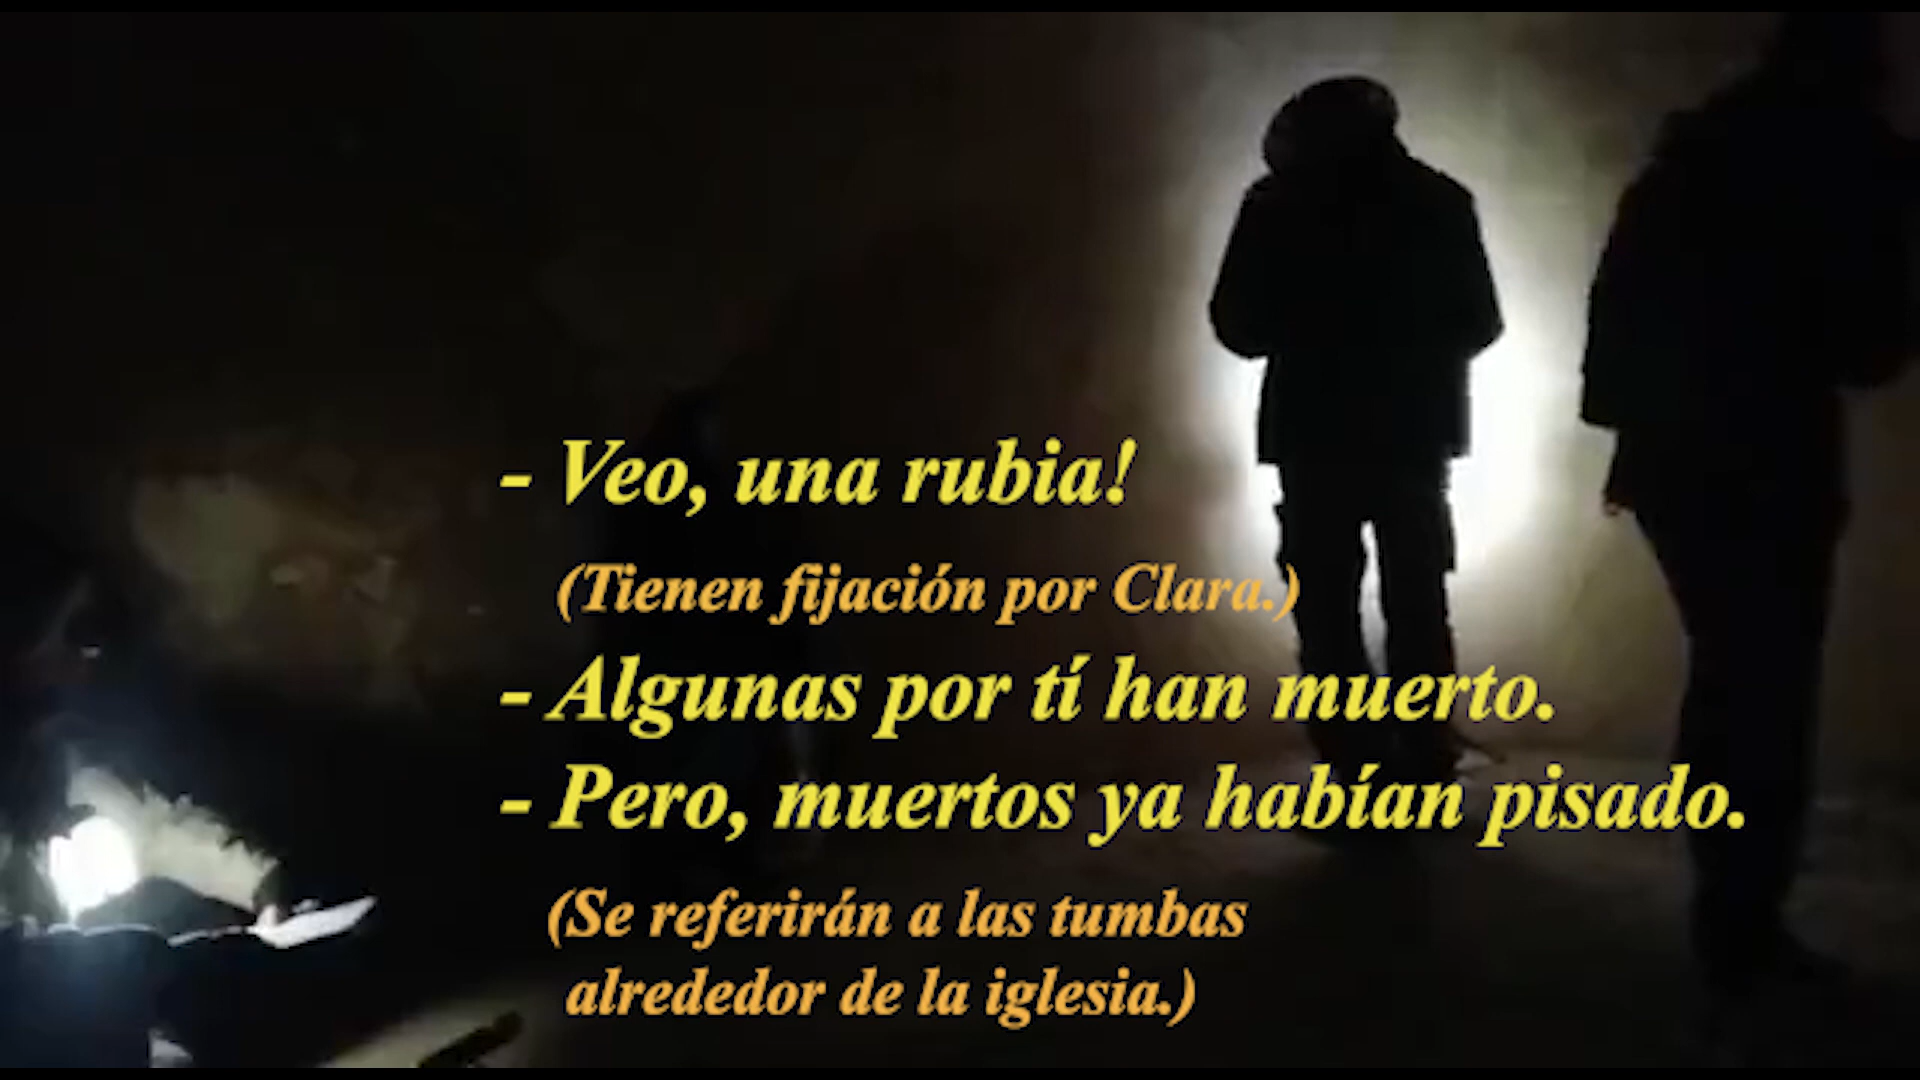 - Veo, una rubia!
(Tienen fijación por Clara.)
- Algunas por tí han muerto.
- Pero, muertos ya habían pisado.
(Se referirán a las tumbas
alrededor de la iglesia.)